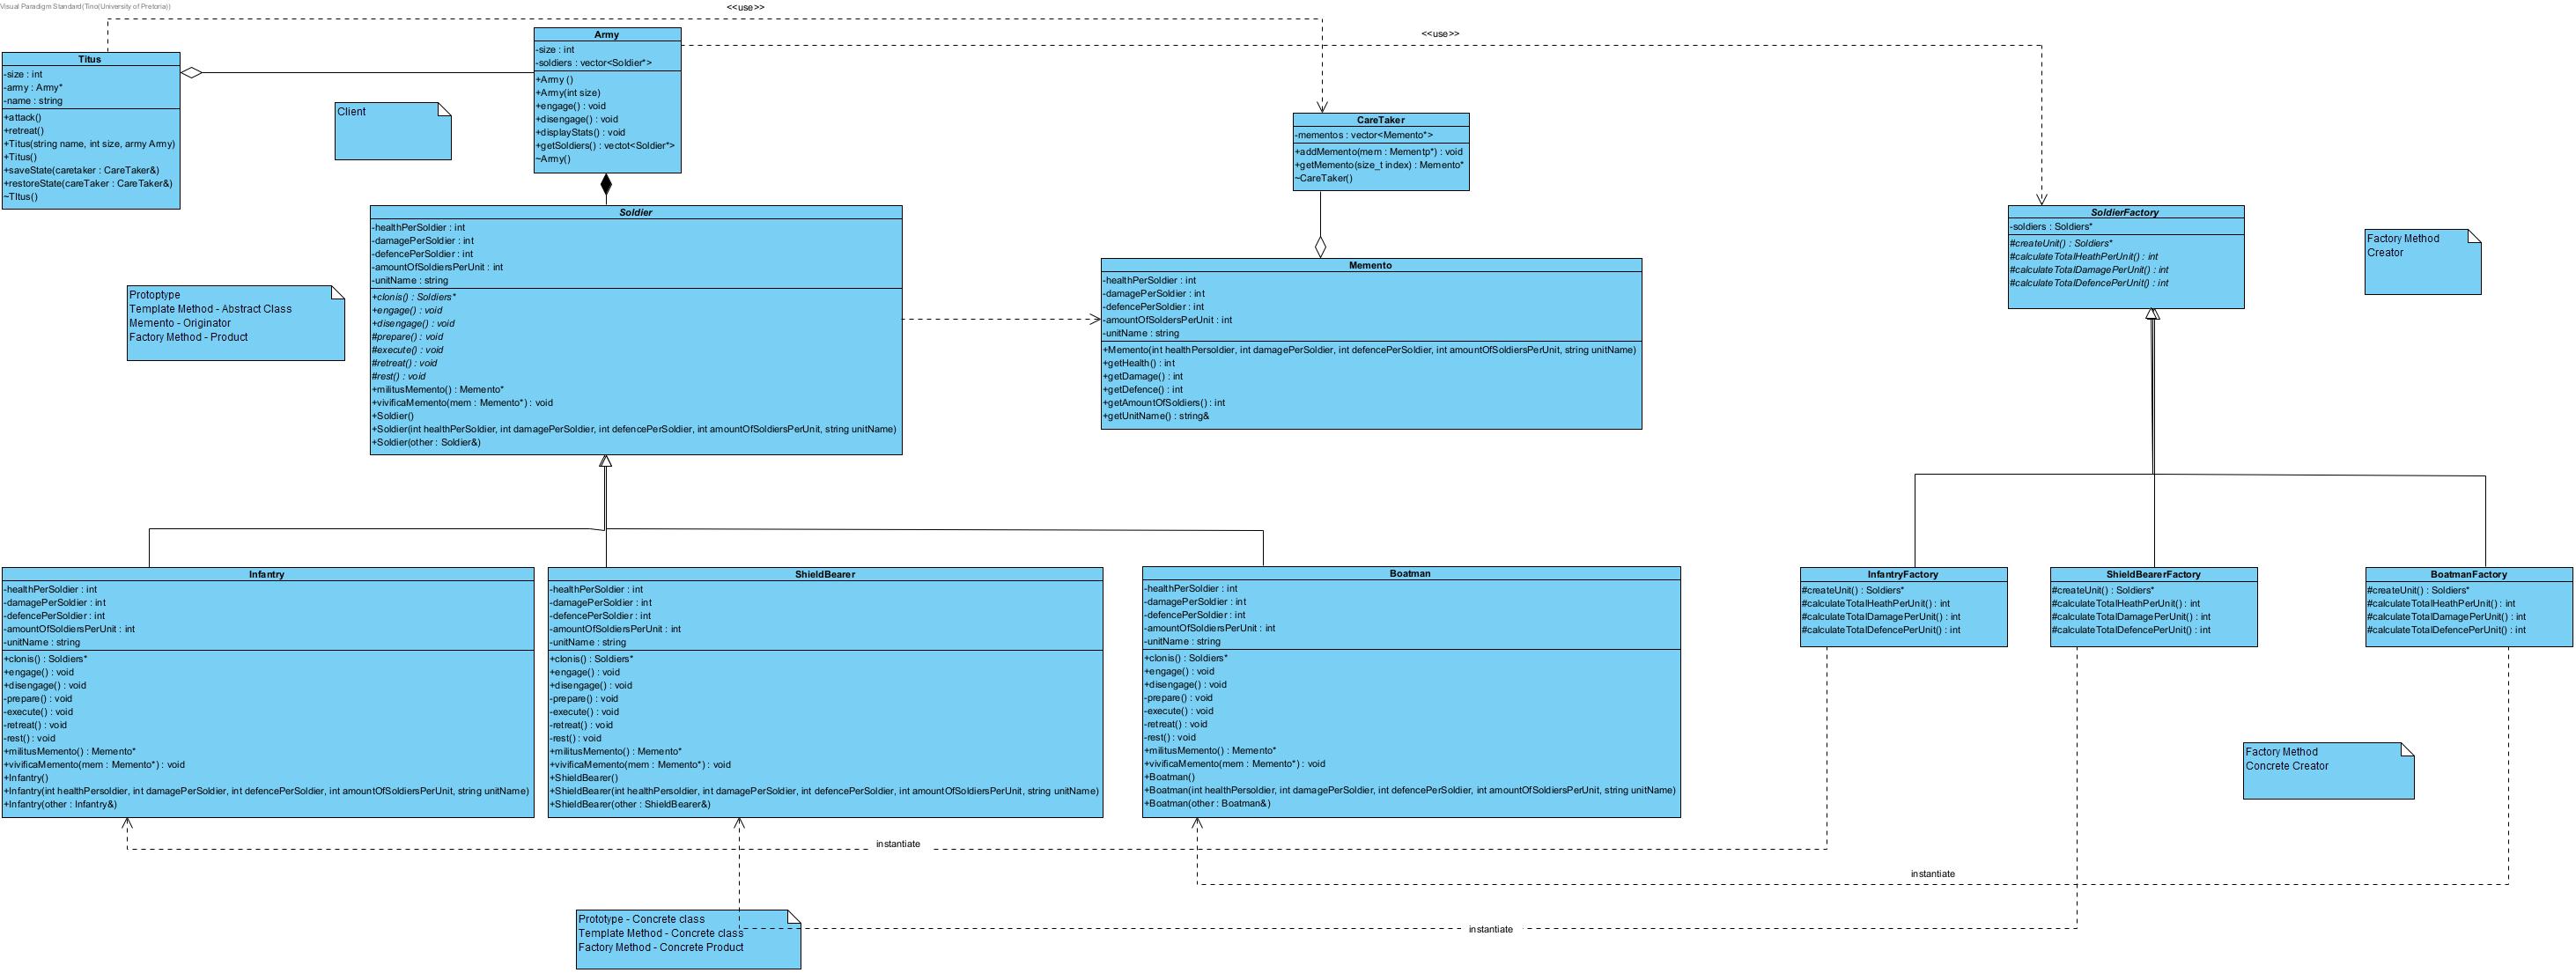 Visual Paradigm Standard(Tino(University of Pretoria))
<<use>>
<<use>>
Titus
-size : int
-army : Army*
-name : string
+attack()
+retreat()
+Titus(string name, int size, army Army)
+Titus()
+saveState(caretaker : CareTaker&)
+restoreState(careTaker : CareTaker&)
~TItus()
Client
Army
-size : int
-soldiers : vector<Soldier*>
+Army ()
+Army(int size)
+engage() : void
+disengage() : void
+displayStats() : void
+getSoldiers() : vectot<Soldier*>
~Army()
CareTaker
-mementos : vector<Memento*>
+addMemento(mem : Mementp*) : void
+getMemento(size_t index) : Memento*
~CareTaker()
Protoptype
Template Method - Abstract Class
Memento - Originator
Factory Method - Product
Soldier
-healthPerSoldier : int
-damagePerSoldier : int
-defencePerSoldier : int
-amountOfSoldiersPerUnit : int
-unitName : string
+clonis() : Soldiers*
+engage() : void
+disengage() : void
#prepare() : void
#execute() : void
#retreat() : void
#rest() : void
+militusMemento() : Memento*
+vivificaMemento(mem : Memento*) : void
+Soldier()
+Soldier(int healthPerSoldier, int damagePerSoldier, int defencePerSoldier, int amountOfSoldiersPerUnit, string unitName)
+Soldier(other : Soldier&)
Memento
-healthPerSoldier : int
-damagePerSoldier : int
-defencePerSoldier : int
-amountOfSoldersPerUnit : int
-unitName : string
+Memento(int healthPersoldier, int damagePerSoldier, int defencePerSoldier, int amountOfSoldiersPerUnit, string unitName)
+getHealth() : int
+getDamage() : int
+getDefence() : int
+getAmountOfSoldiers() : int
+getUnitName() : string&
SoldierFactory
-soldiers : Soldiers*
#createUnit() : Soldiers*
#calculateTotalHeathPerUnit() : int
#calculateTotalDamagePerUnit() : int
#calculateTotalDefencePerUnit() : int
Factory Method
Creator
Infantry
-healthPerSoldier : int
-damagePerSoldier : int
-defencePerSoldier : int
-amountOfSoldiersPerUnit : int
-unitName : string
+clonis() : Soldiers*
+engage() : void
+disengage() : void
-prepare() : void
-execute() : void
-retreat() : void
-rest() : void
+militusMemento() : Memento*
+vivificaMemento(mem : Memento*) : void
+Infantry()
+Infantry(int healthPersoldier, int damagePerSoldier, int defencePerSoldier, int amountOfSoldiersPerUnit, string unitName)
+Infantry(other : Infantry&)
ShieldBearer
-healthPerSoldier : int
-damagePerSoldier : int
-defencePerSoldier : int
-amountOfSoldiersPerUnit : int
-unitName : string
+clonis() : Soldiers*
+engage() : void
+disengage() : void
-prepare() : void
-execute() : void
-retreat() : void
-rest() : void
+militusMemento() : Memento*
+vivificaMemento(mem : Memento*) : void
+ShieldBearer()
+ShieldBearer(int healthPersoldier, int damagePerSoldier, int defencePerSoldier, int amountOfSoldiersPerUnit, string unitName)
+ShieldBearer(other : ShieldBearer&)
Boatman
-healthPerSoldier : int
-damagePerSoldier : int
-defencePerSoldier : int
-amountOfSoldiersPerUnit : int
-unitName : string
+clonis() : Soldiers*
+engage() : void
+disengage() : void
-prepare() : void
-execute() : void
-retreat() : void
-rest() : void
+militusMemento() : Memento*
+vivificaMemento(mem : Memento*) : void
+Boatman()
+Boatman(int healthPersoldier, int damagePerSoldier, int defencePerSoldier, int amountOfSoldiersPerUnit, string unitName)
+Boatman(other : Boatman&)
InfantryFactory
#createUnit() : Soldiers*
#calculateTotalHeathPerUnit() : int
#calculateTotalDamagePerUnit() : int
#calculateTotalDefencePerUnit() : int
ShieldBearerFactory
#createUnit() : Soldiers*
#calculateTotalHeathPerUnit() : int
#calculateTotalDamagePerUnit() : int
#calculateTotalDefencePerUnit() : int
BoatmanFactory
#createUnit() : Soldiers*
#calculateTotalHeathPerUnit() : int
#calculateTotalDamagePerUnit() : int
#calculateTotalDefencePerUnit() : int
Factory Method
Concrete Creator
instantiate
instantiate
instantiate
Prototype - Concrete class
Template Method - Concrete class
Factory Method - Concrete Product